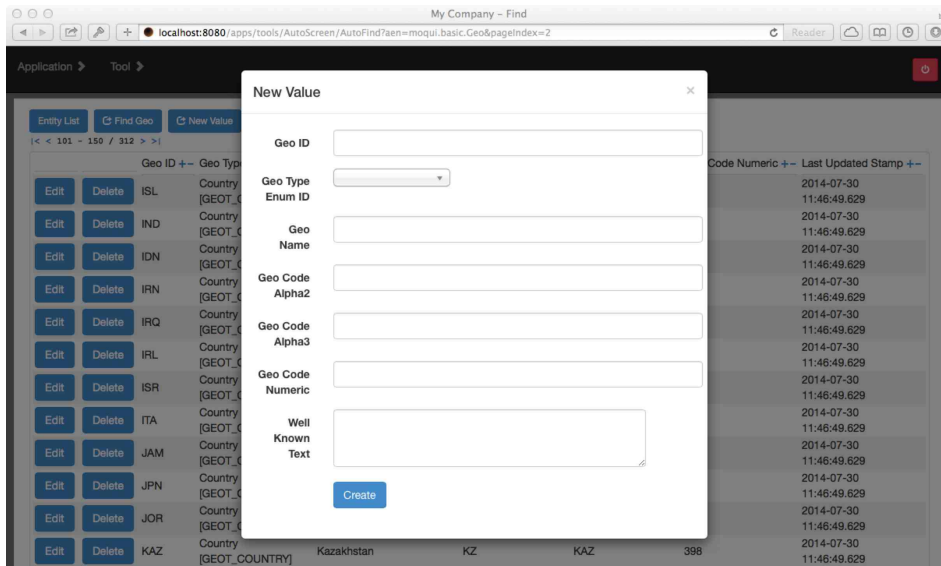 My Company – Find
localhost:8080/apps/tools/AutoScreen/AutoFind?aen=moqui.basic.Geo&pageIndex=2
Reader
Application
Tool
New Value
×
Entity List
Find Geo
New Value
|< < 101 - 150 / 312 > >|
Geo ID +- Geo Typ
Code Numeric +- Last Updated Stamp +-
Geo ID
Geo Type
Enum ID
Geo
Name
Geo Code
Alpha2
Geo Code
Alpha3
Geo Code
Numeric
Well
Known
Text
Create
Edit Delete ISL Country 2014-07-30
[GEOT_ 11:46:49.629
Edit Delete IND Country 2014-07-30
[GEOT_ 11:46:49.629
Edit Delete IDN Country 2014-07-30
[GEOT_ 11:46:49.629
Edit Delete IRN Country 2014-07-30
[GEOT_ 11:46:49.629
Edit Delete IRQ Country 2014-07-30
[GEOT_ 11:46:49.629
Edit Delete IRL Country 2014-07-30
[GEOT_ 11:46:49.629
Edit Delete ISR Country 2014-07-30
[GEOT_ 11:46:49.629
Edit Delete ITA Country 2014-07-30
[GEOT_ 11:46:49.629
Edit Delete JAM Country 2014-07-30
[GEOT_ 11:46:49.629
Edit Delete JPN Country 2014-07-30
[GEOT_ 11:46:49.629
Edit Delete JOR Country 2014-07-30
[GEOT_ 11:46:49.629
Edit Delete KAZ Country Kazakhstan KZ KAZ 398 2014-07-30
[GEOT_COUNTRY] 11:46:49.629